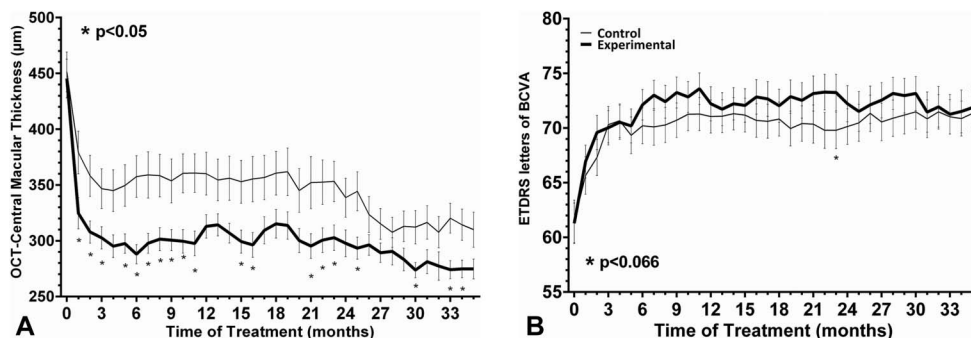 * p<0.05
OCT-Central Macular Thickness (µm)
500
450
400
350
300
250
0 3 6 9 12 15 18 21 24 27 30 33
Time of Treatment (months)
* * * * * * * * * * * * * * * * * * *
A
Control
Experimental
ETDRS letters of BCVA
80
75
70
65
60
55
*
* p<0.066
0 3 6 9 12 15 18 21 24 27 30 33
Time of Treatment (months)
B